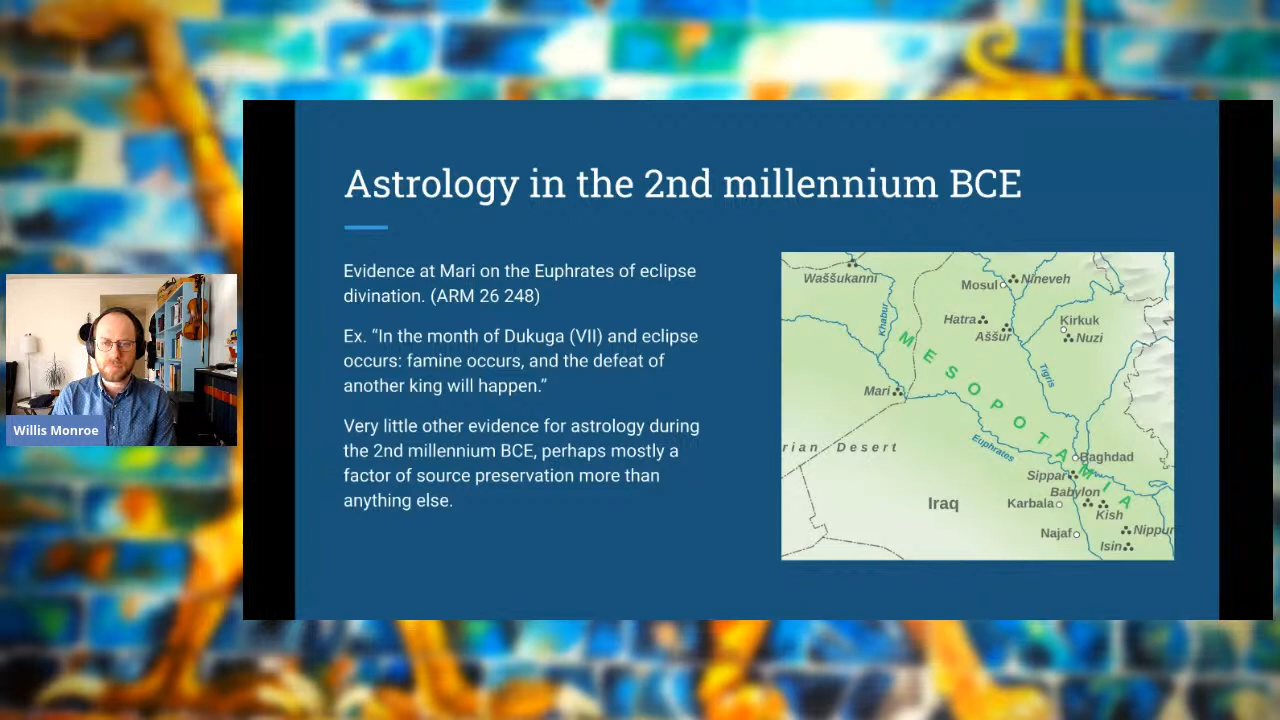 Astrology in the 2nd millennium BCE
Evidence at Mari on the Euphrates of eclipse
divination. (ARM 26 248)
Ex. “In the month of Dukuga (VII) and eclipse
occurs: famine occurs, and the defeat of
another king will happen.”
Very little other evidence for astrology during
the 2nd millennium BCE, perhaps mostly a
factor of source preservation more than
anything else.
Waššukanni
Mosul
Nineveh
Khabur
Hatra
Aššur
Kirkuk
Nuzi
MESOPOTAMIA
Tigris
Mari
rian Desert
Euphrates
Baghdad
Sippar
Babylon
Iraq
Karbala
Kish
Najaf
Nippur
Isin
Willis Monroe